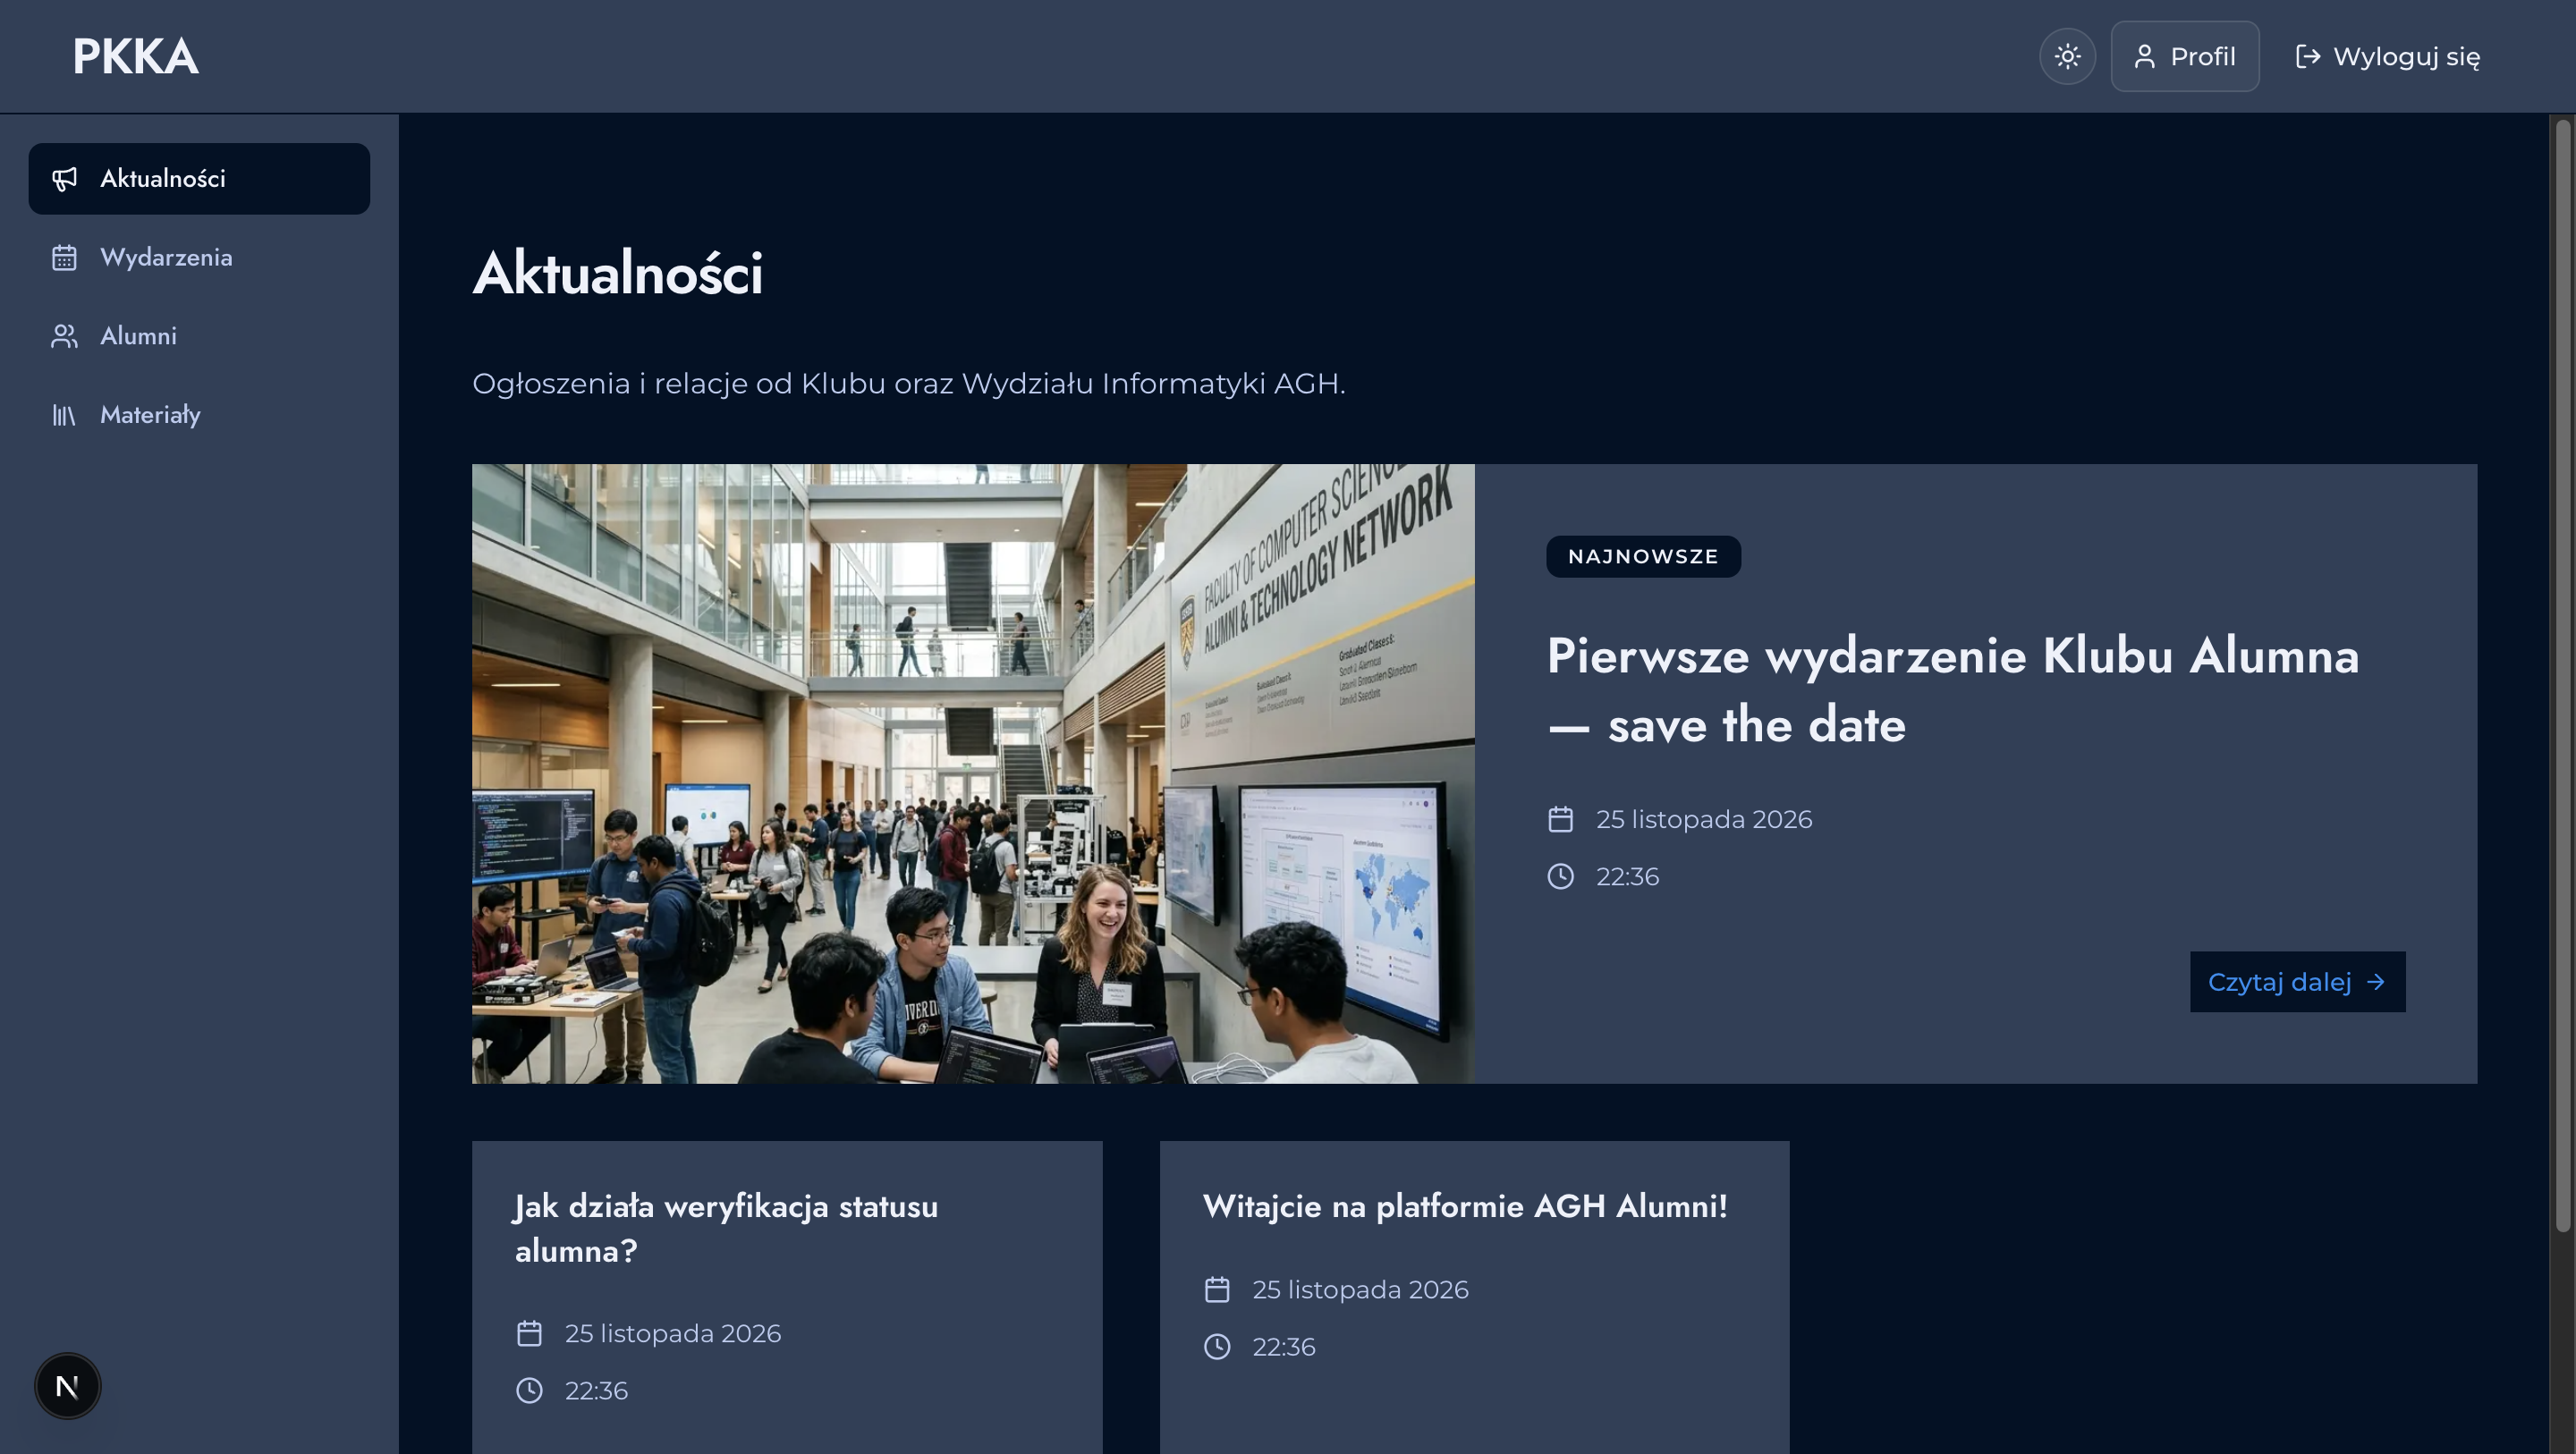 PKKA
Profil
Wyloguj się
Aktualności
Wydarzenia
Alumni
Materiały
Aktualności
Ogłoszenia i relacje od Klubu oraz Wydziału Informatyki AGH.
FACULTY OF COMPUTER SCIENC
ALUMNI & TECHNOLOGY NETWORK
NAJNOWSZE
Pierwsze wydarzenie Klubu Alumna
— save the date
25 listopada 2026
22:36
Czytaj dalej
Jak działa weryfikacja statusu
alumna?
25 listopada 2026
22:36
Witajcie na platformie AGH Alumni!
25 listopada 2026
22:36
N